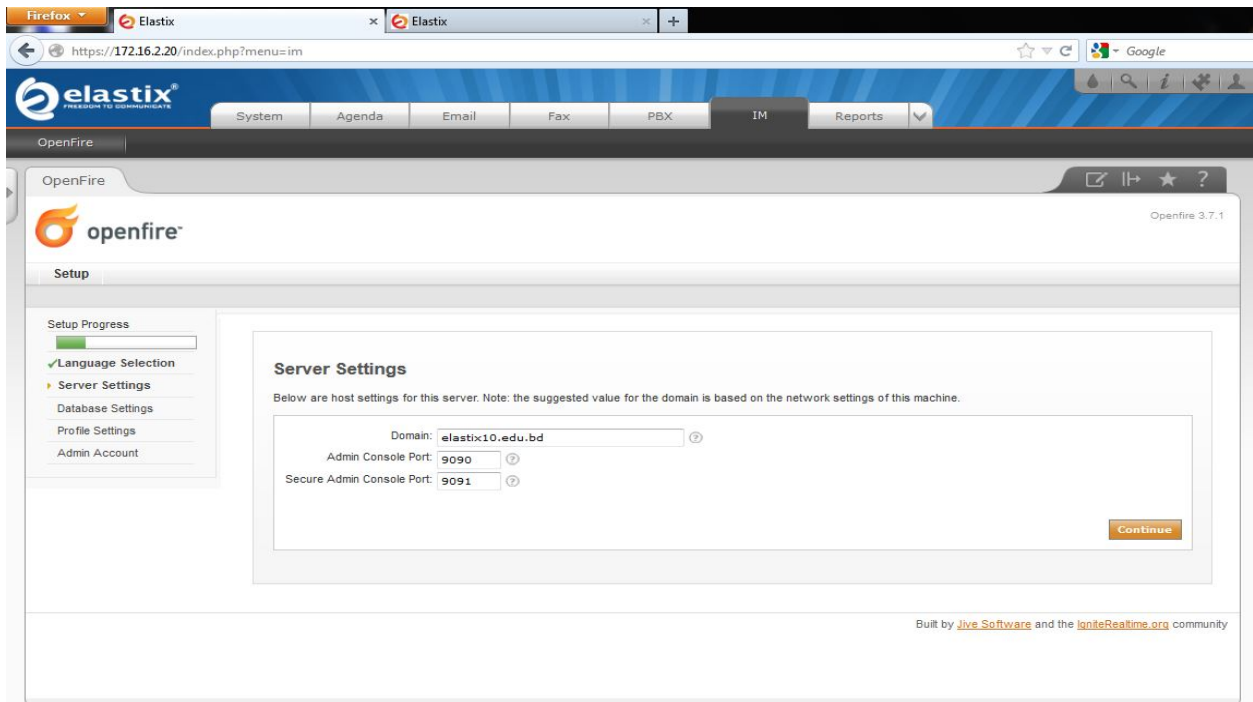 Firefox
Elastix
Elastix
https://172.16.2.20/index.php?menu=im
Google
elastix®
FREEDOM TO COMMUNICATE
System Agenda Email Fax PBX IM Reports
OpenFire
OpenFire
openfire
Openfire 3.7.1
Setup
Setup Progress
Language Selection
Server Settings
Database Settings
Profile Settings
Admin Account
Server Settings
Below are host settings for this server. Note: the suggested value for the domain is based on the network settings of this machine.
Domain: elastix10.edu.bd
Admin Console Port: 9090
Secure Admin Console Port: 9091
Continue
Built by Jive Software and the IgniteRealtime.org community